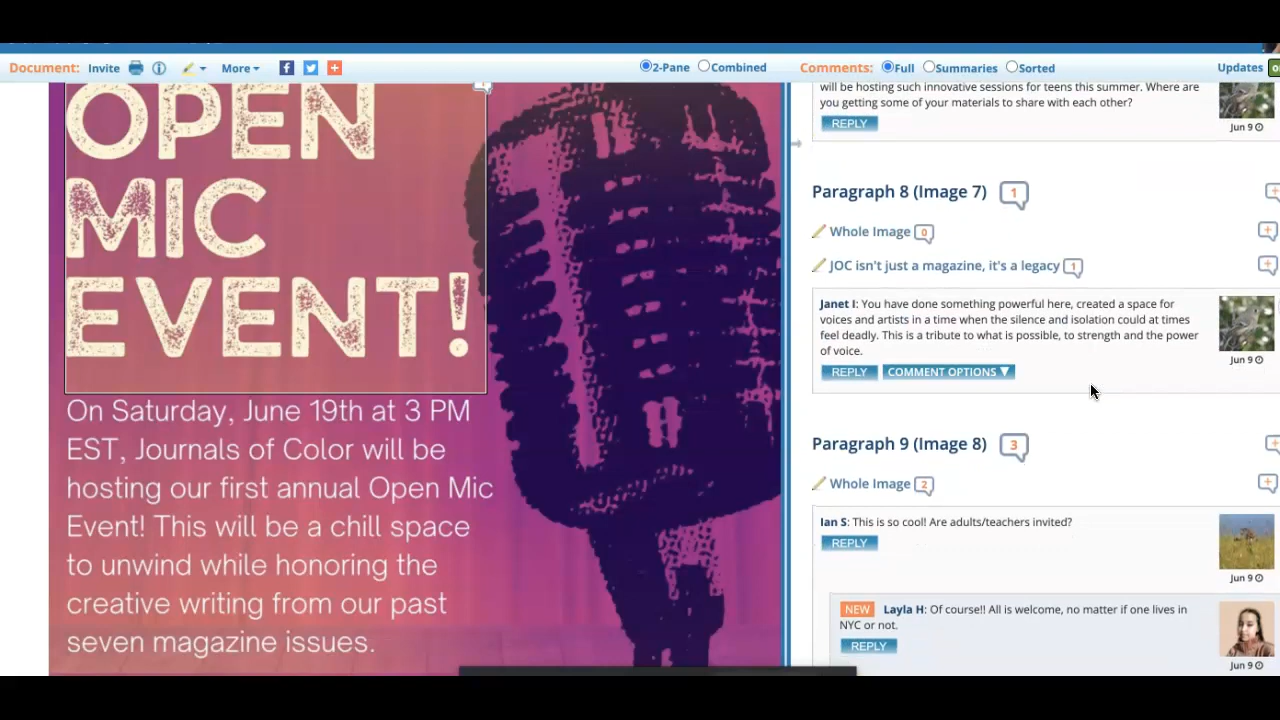 Document: Invite More 2-Pane Combined Comments: Full Summaries Sorted Updates
OPEN
MIC
EVENT!
On Saturday, June 19th at 3 PM
EST, Journals of Color will be
hosting our first annual Open Mic
Event! This will be a chill space
to unwind while honoring the
creative writing from our past
seven magazine issues.
will be hosting such innovative sessions for teens this summer. Where are
you getting some of your materials to share with each other?
REPLY
Jun 9
Paragraph 8 (Image 7) 1
Whole Image 0
JOC isn't just a magazine, it's a legacy 1
Janet I: You have done something powerful here, created a space for
voices and artists in a time when the silence and isolation could at times
feel deadly. This is a tribute to what is possible, to strength and the power
of voice.
Jun 9
REPLY COMMENT OPTIONS ▼
Paragraph 9 (Image 8) 3
Whole Image 2
Ian S: This is so cool! Are adults/teachers invited?
REPLY
Jun 9
NEW Layla H: Of course!! All is welcome, no matter if one lives in
NYC or not.
REPLY
Jun 9